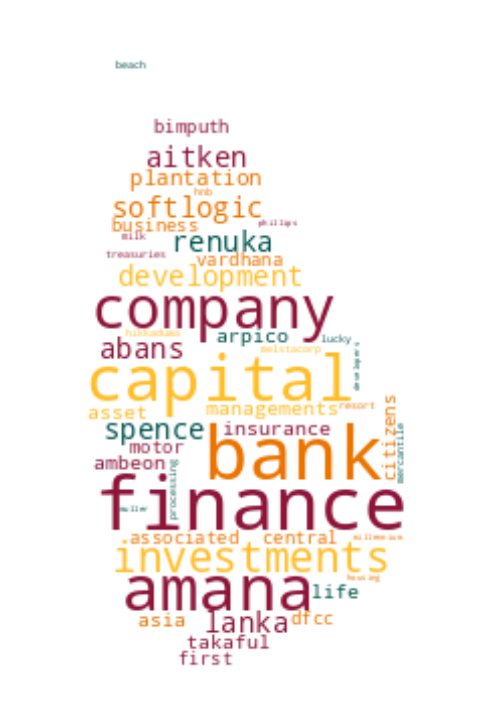 beach
bimputh
aitken
plantation
hnb
softlogic
business phillips
milk renuka
treasuries vardhana
development
company
hikkaduwa arpico lucky
abans melstacorp
developers
capital
asset managements resort
citizens
spence insurance
mercantile
motor bank
ambeon
processing
finance
muller
associated central millennium
investments
housing
amana life
asia lanka dfcc
takaful
first